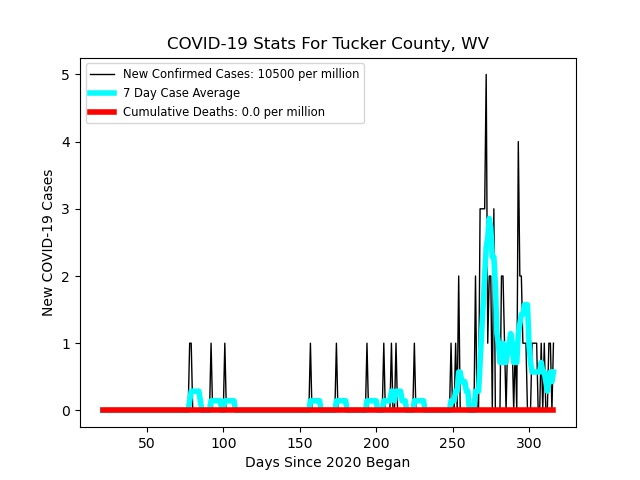 COVID-19 Stats For Tucker County, WV
New Confirmed Cases: 10500 per million
7 Day Case Average
Cumulative Deaths: 0.0 per million
New COVID-19 Cases
5
4
3
2
1
0
50 100 150 200 250 300
Days Since 2020 Began